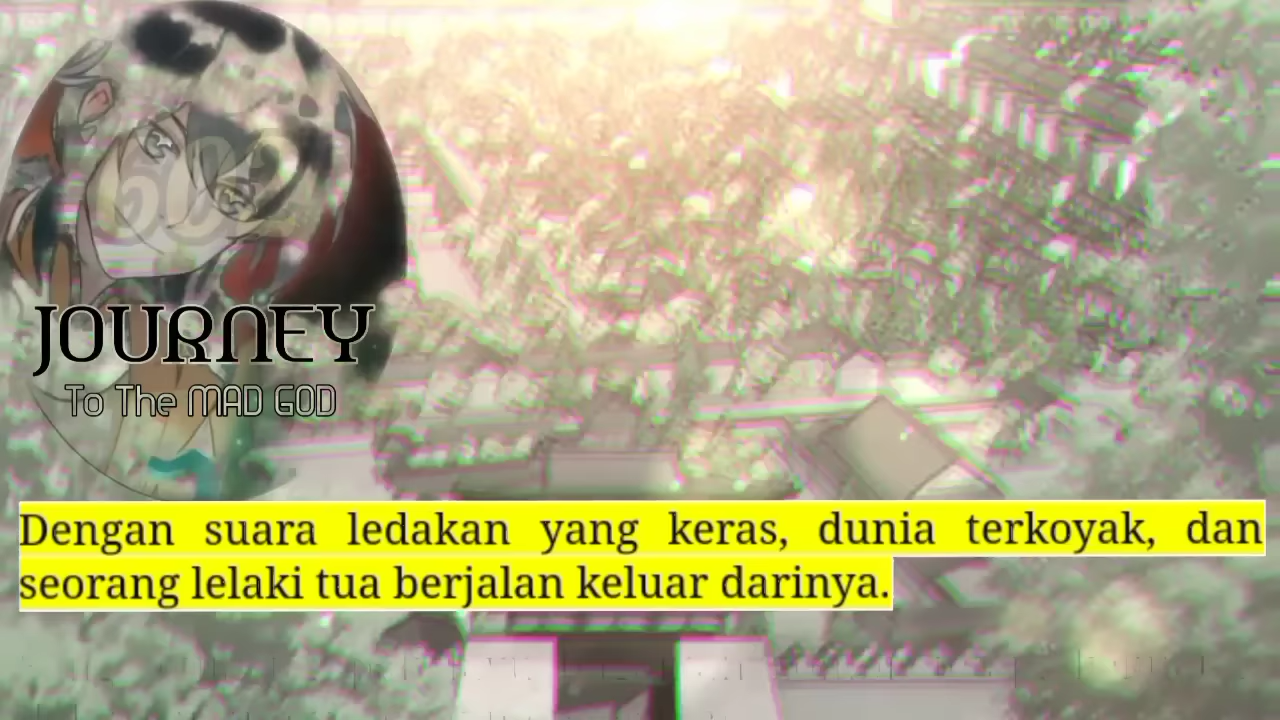 JOURNEY
To The MAD GOD
Dengan suara ledakan yang keras, dunia terkoyak, dan
seorang lelaki tua berjalan keluar darinya.